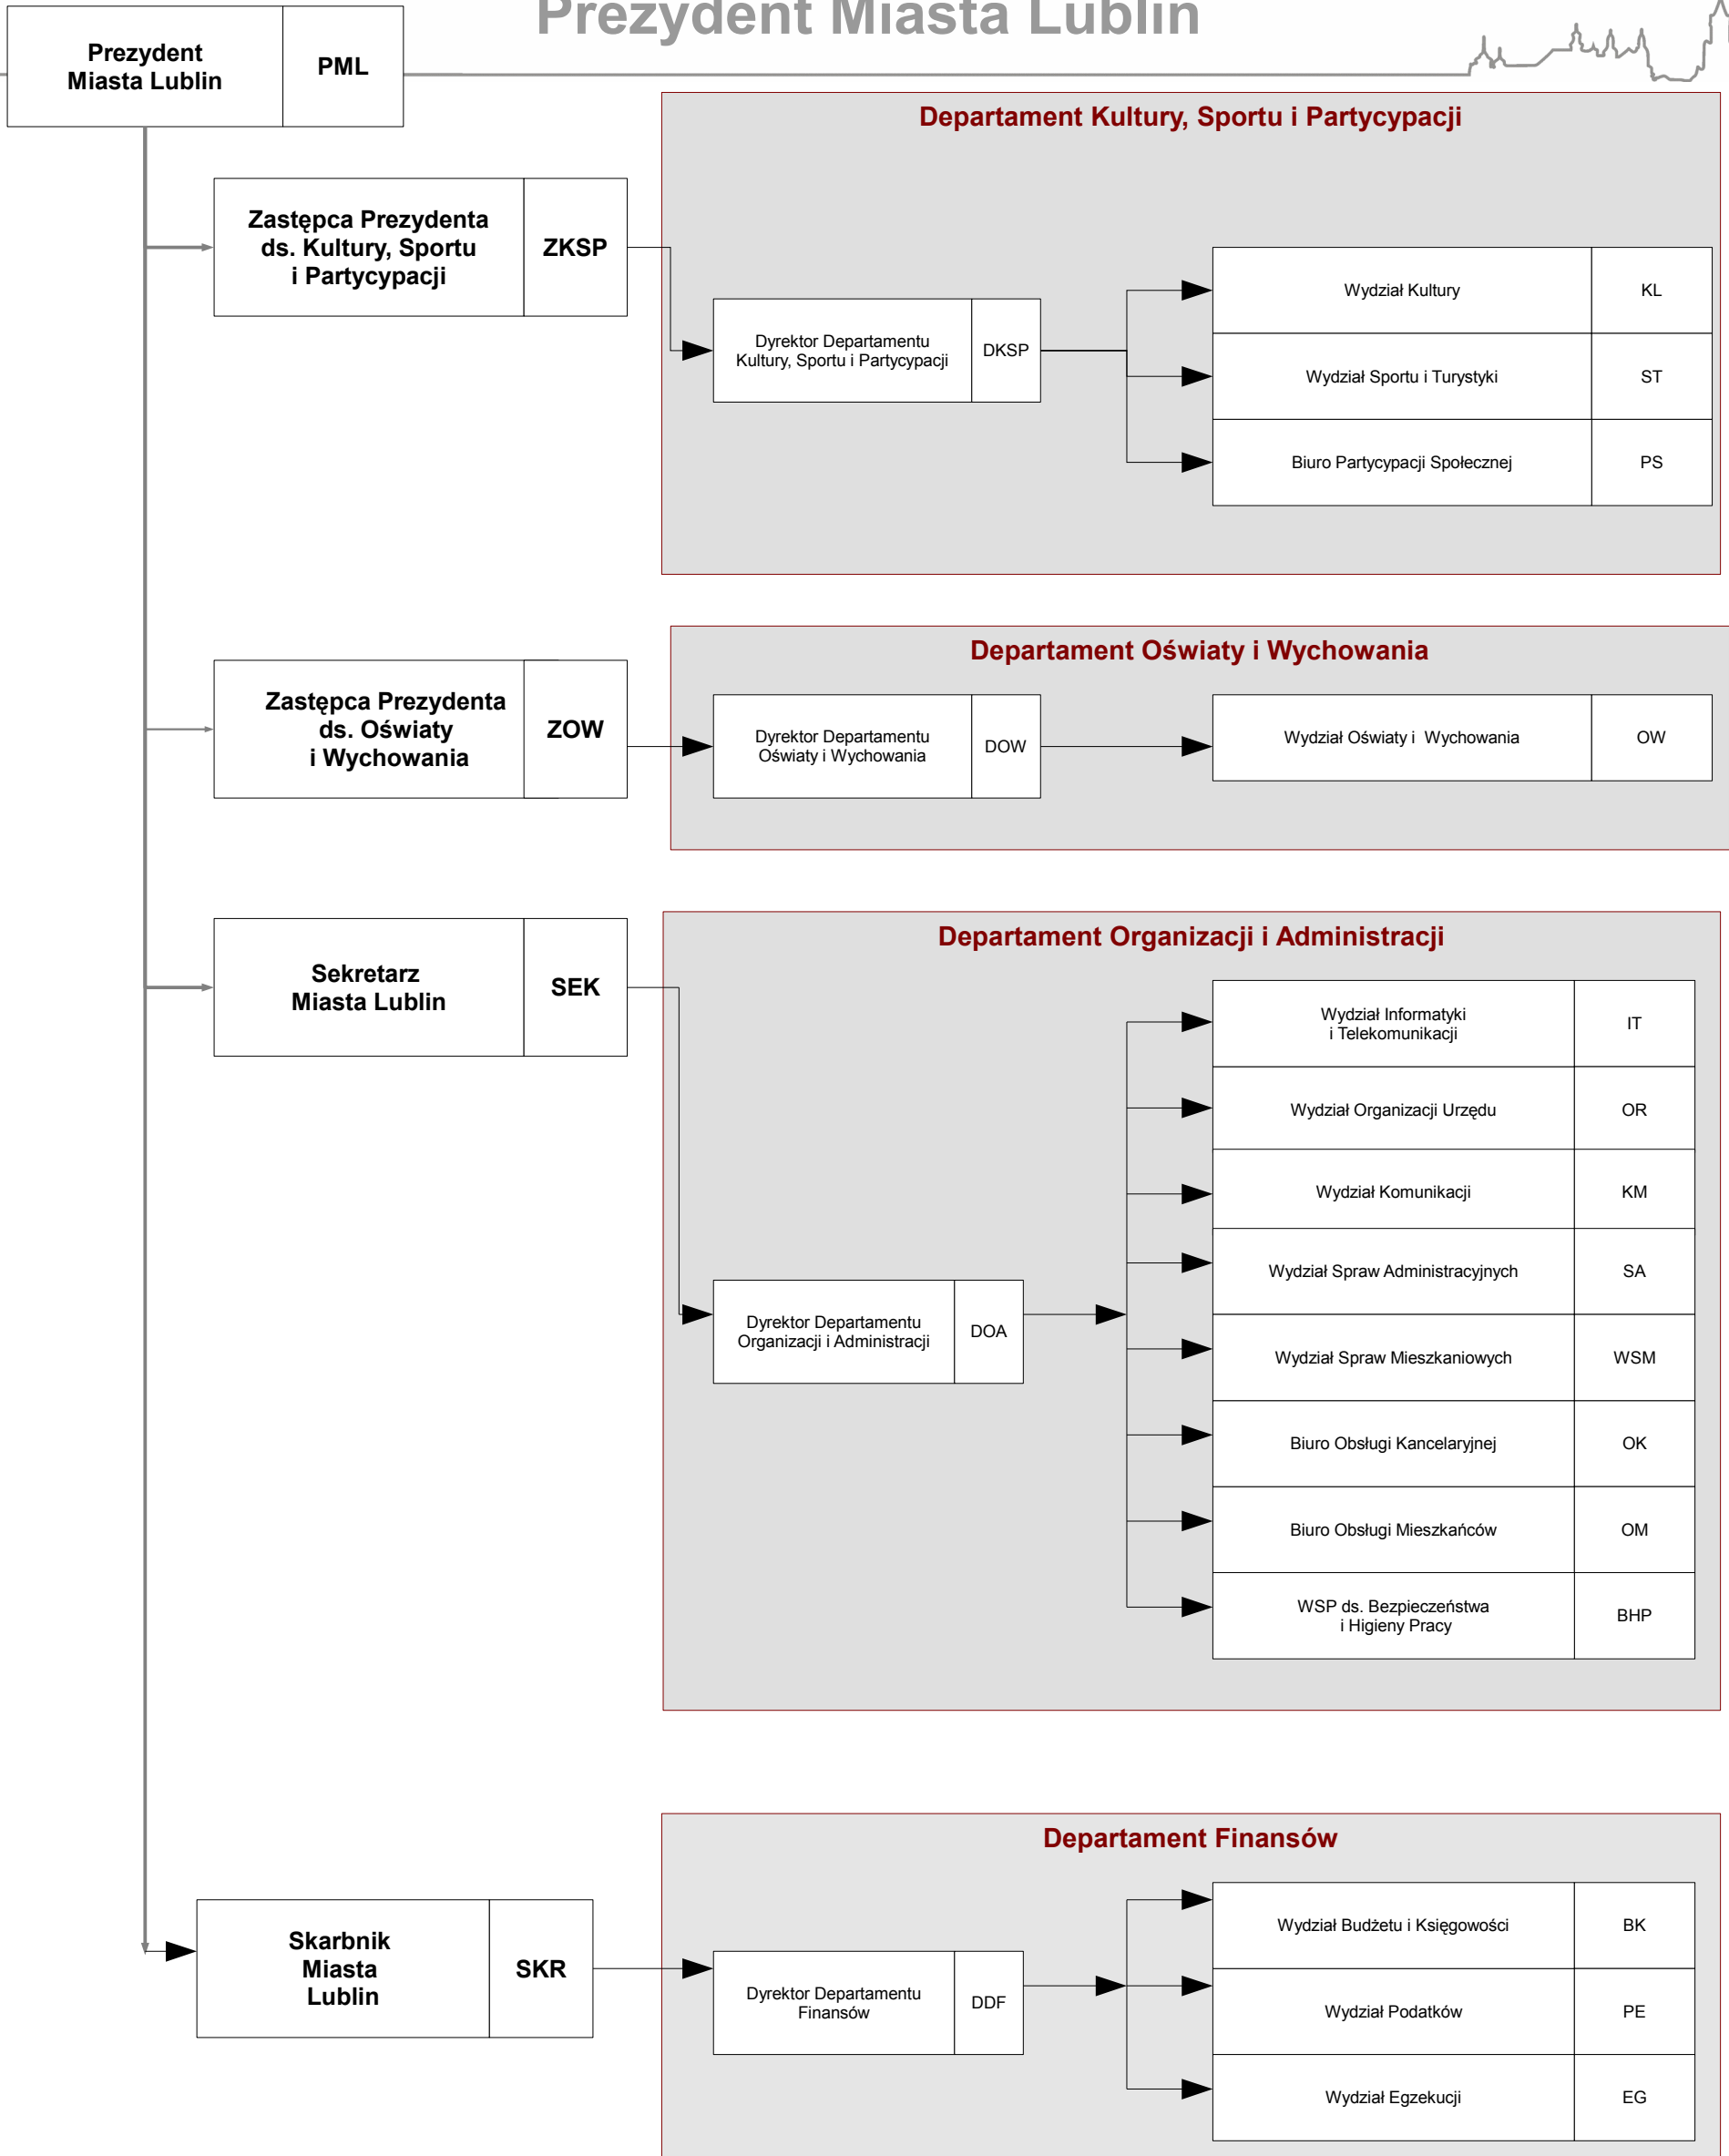 Prezydent Miasta Lublin
Prezydent
Miasta Lublin
PML
Departament Kultury, Sportu i Partycypacji
Zastępca Prezydenta
ds. Kultury, Sportu
i Partycypacji
ZKSP
Dyrektor Departamentu
Kultury, Sportu i Partycypacji
DKSP
Wydział Kultury
KL
Wydział Sportu i Turystyki
ST
Biuro Partycypacji Społecznej
PS
Departament Oświaty i Wychowania
Zastępca Prezydenta
ds. Oświaty
i Wychowania
ZOW
Dyrektor Departamentu
Oświaty i Wychowania
DOW
Wydział Oświaty i Wychowania
OW
Departament Organizacji i Administracji
Sekretarz
Miasta Lublin
SEK
Dyrektor Departamentu
Organizacji i Administracji
DOA
Wydział Informatyki
i Telekomunikacji
IT
Wydział Organizacji Urzędu
OR
Wydział Komunikacji
KM
Wydział Spraw Administracyjnych
SA
Wydział Spraw Mieszkaniowych
WSM
Biuro Obsługi Kancelaryjnej
OK
Biuro Obsługi Mieszkańców
OM
WSP ds. Bezpieczeństwa
i Higieny Pracy
BHP
Departament Finansów
Skarbnik
Miasta
Lublin
SKR
Dyrektor Departamentu
Finansów
DDF
Wydział Budżetu i Księgowości
BK
Wydział Podatków
PE
Wydział Egzekucji
EG